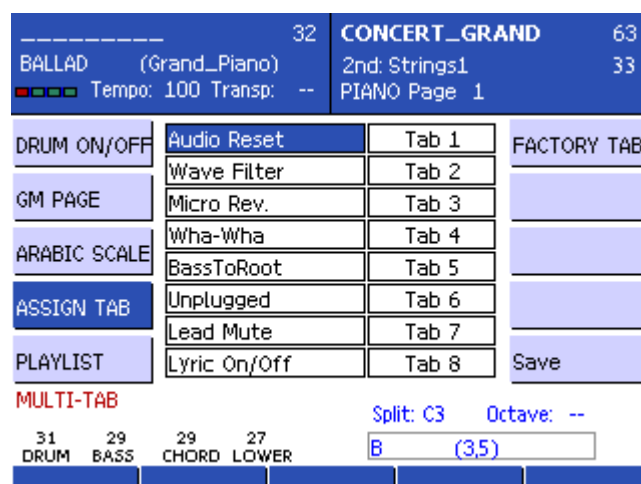 _________ 32
BALLAD (Grand_Piano)
Tempo: 100 Transp: --
CONCERT_GRAND 63
2nd: Strings1 33
PIANO Page 1
DRUM ON/OFF
GM PAGE
ARABIC SCALE
ASSIGN TAB
PLAYLIST
Audio Reset Tab 1
Wave Filter Tab 2
Micro Rev. Tab 3
Wha-Wha Tab 4
BassToRoot Tab 5
Unplugged Tab 6
Lead Mute Tab 7
Lyric On/Off Tab 8
FACTORY TAB
Save
MULTI-TAB
31 29 29 27
DRUM BASS CHORD LOWER
Split: C3 Octave: --
B (3,5)